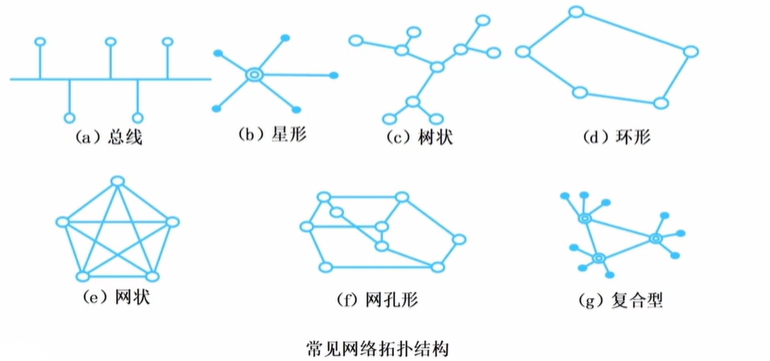 (a) 总线
(b) 星形
(c) 树状
(d) 环形
(e) 网状
(f) 网孔形
(g) 复合型
常见网络拓扑结构